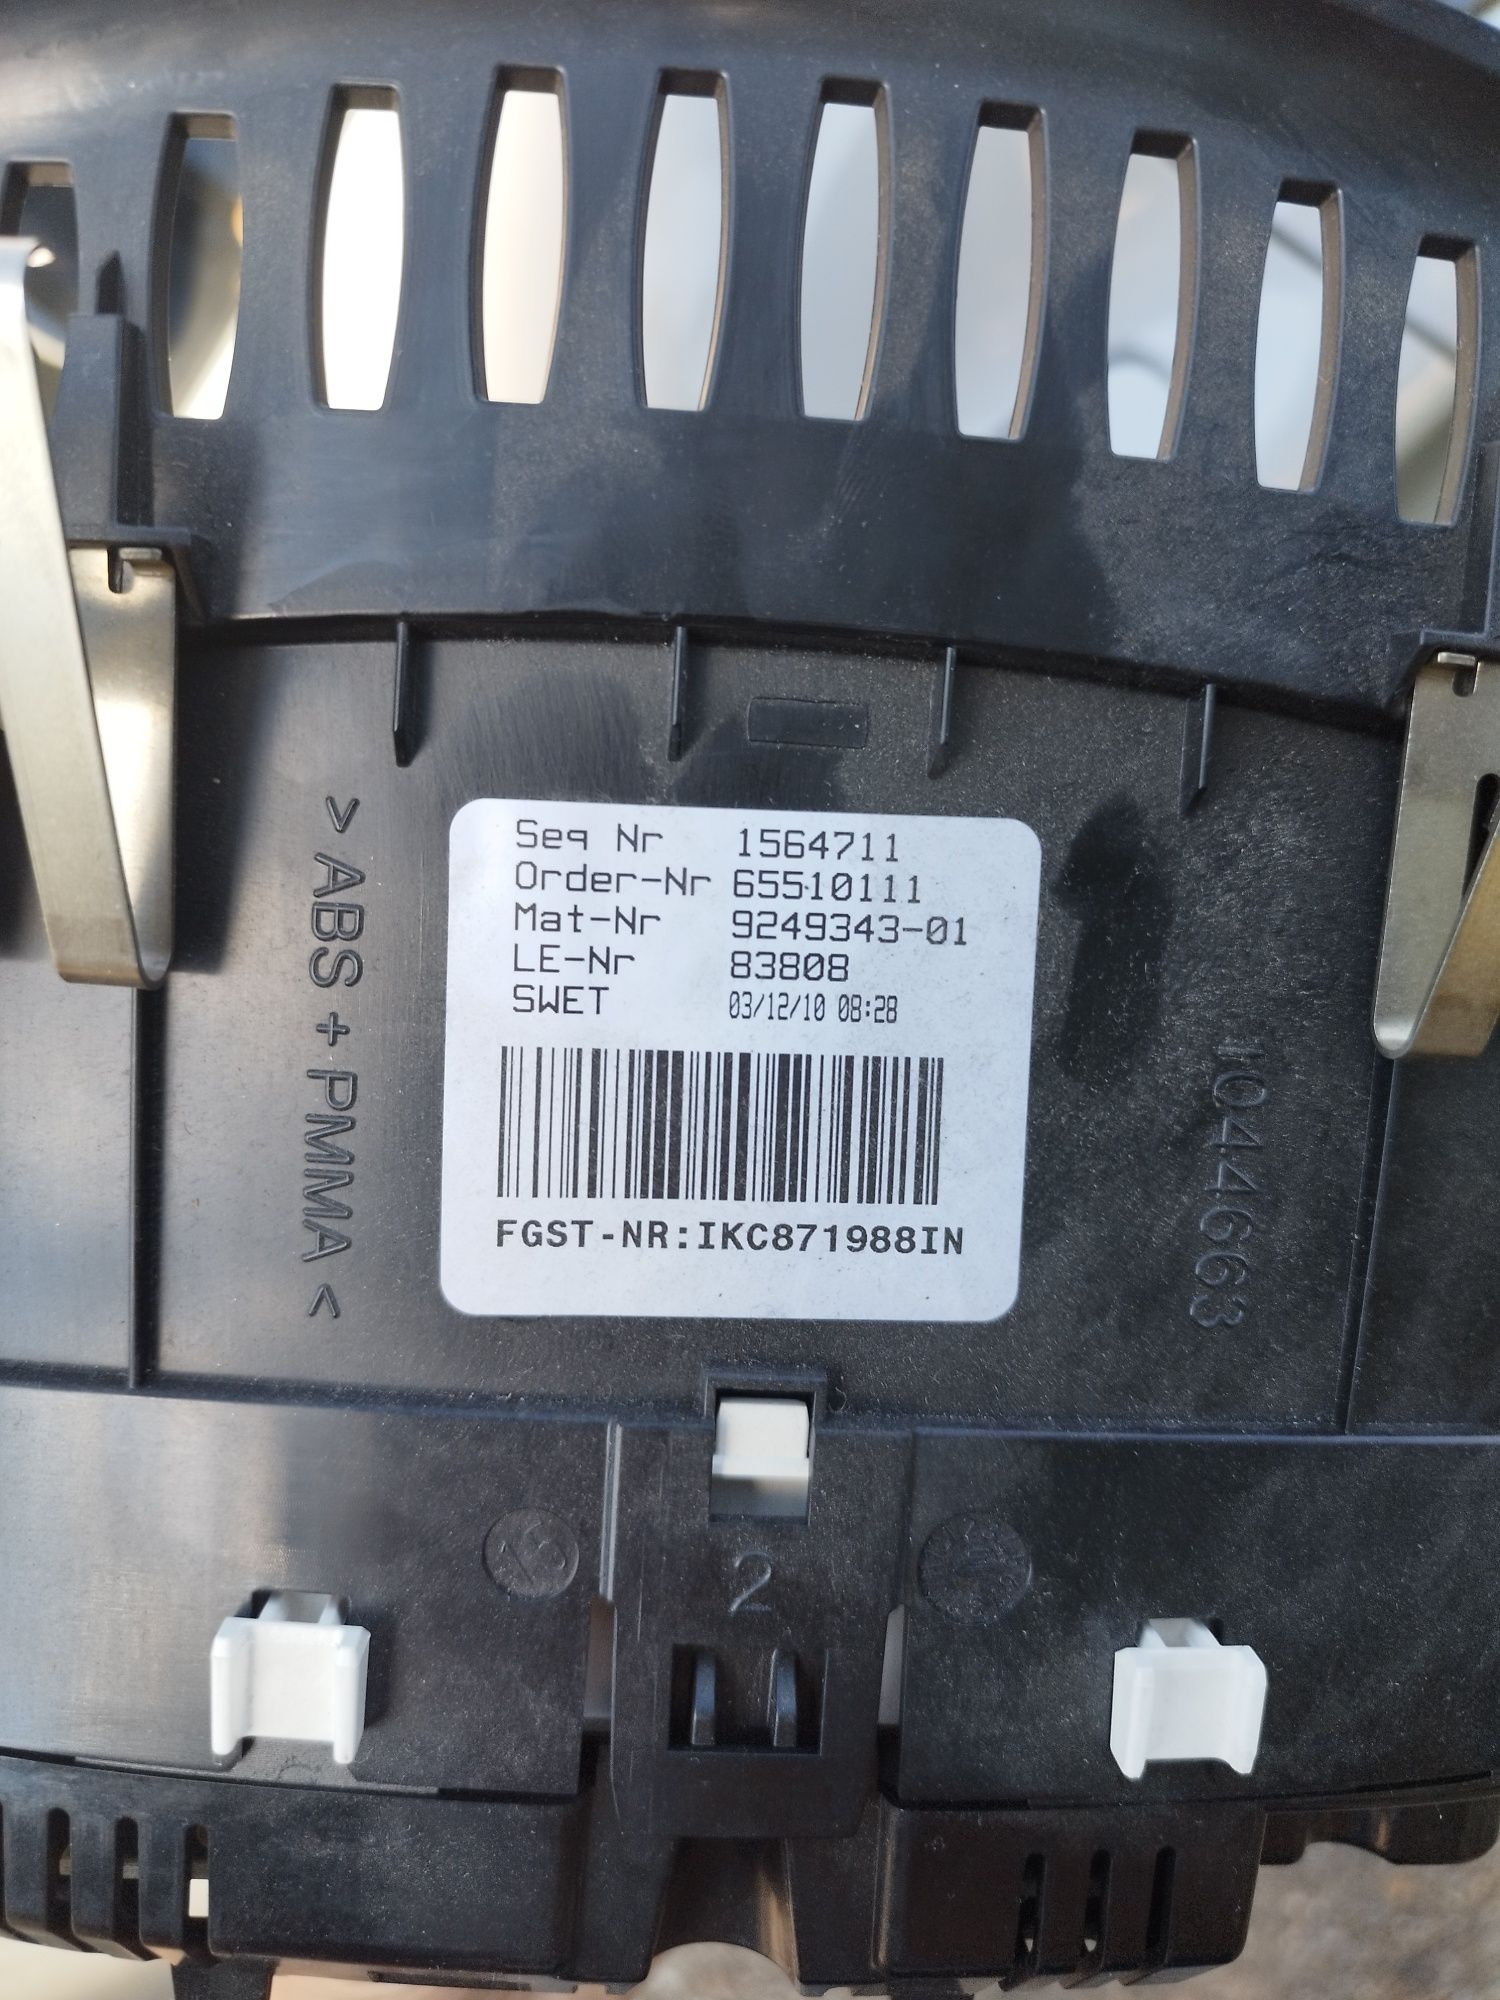 Seq Nr 1564711
Order-Nr 65510111
Mat-Nr 9249343-01
LE-Nr 83808
SWET 03/12/10 08:28
FGST-NR:IKC871988IN
>ABS + PMMA<
1044663
16
2